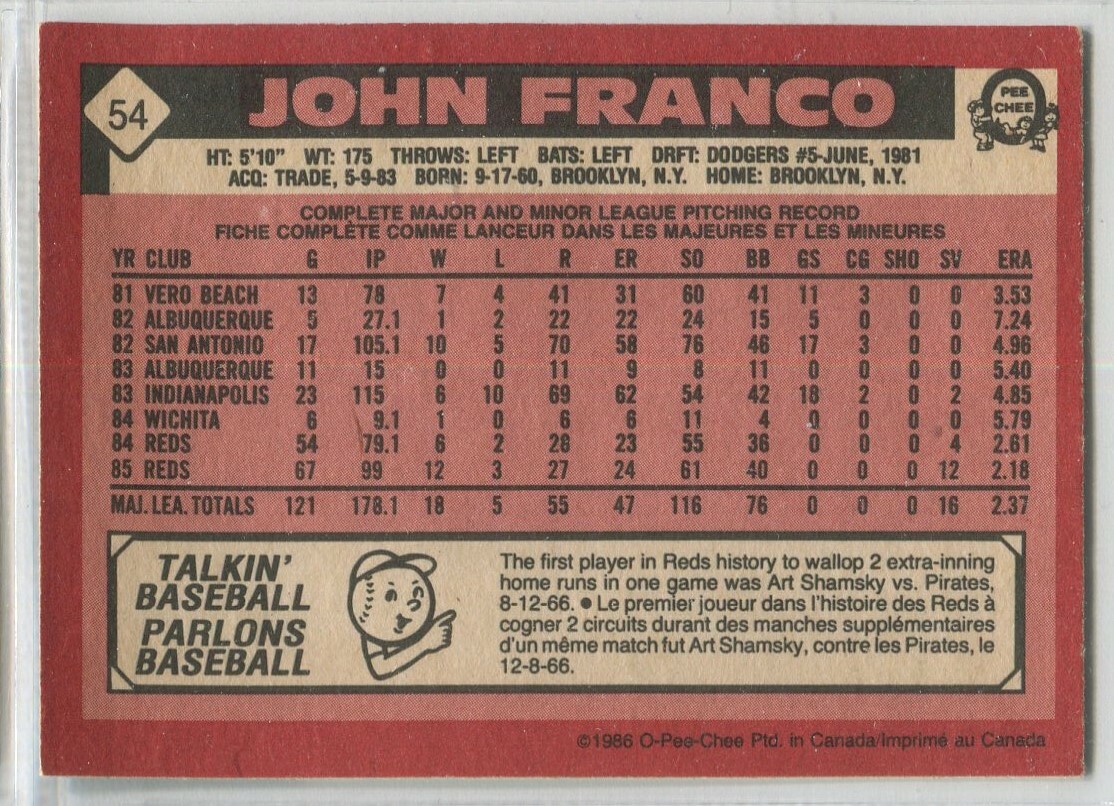 54
JOHN FRANCO
PEE
CHEE
HT: 5'10" WT: 175 THROWS: LEFT BATS: LEFT DRFT: DODGERS #5-JUNE, 1981
ACQ: TRADE, 5-9-83 BORN: 9-17-60, BROOKLYN, N.Y. HOME: BROOKLYN, N.Y.
COMPLETE MAJOR AND MINOR LEAGUE PITCHING RECORD
FICHE COMPLÈTE COMME LANCEUR DANS LES MAJEURES ET LES MINEURES
YR CLUB G IP W L R ER SO BB GS CG SHO SV ERA
81 VERO BEACH 13 78 7 4 41 31 60 41 11 3 0 0 3.53
82 ALBUQUERQUE 5 27.1 1 2 22 22 24 15 5 0 0 0 7.24
82 SAN ANTONIO 17 105.1 10 5 70 58 76 46 17 3 0 0 4.96
83 ALBUQUERQUE 11 15 0 0 11 9 8 11 0 0 0 0 5.40
83 INDIANAPOLIS 23 115 6 10 69 62 54 42 18 2 0 2 4.85
84 WICHITA 6 9.1 1 0 6 6 11 4 0 0 0 0 5.79
84 REDS 54 79.1 6 2 28 23 55 36 0 0 0 4 2.61
85 REDS 67 99 12 3 27 24 61 40 0 0 0 12 2.18
MAJ. LEA. TOTALS 121 178.1 18 5 55 47 116 76 0 0 0 16 2.37
TALKIN'
BASEBALL
PARLONS
BASEBALL
The first player in Reds history to wallop 2 extra-inning
home runs in one game was Art Shamsky vs. Pirates,
8-12-66. ● Le premier joueur dans l'histoire des Reds à
cogner 2 circuits durant des manches supplémentaires
d'un même match fut Art Shamsky, contre les Pirates, le
12-8-66.
©1986 O-Pee-Chee Ptd. in Canada/Imprimé au Canada